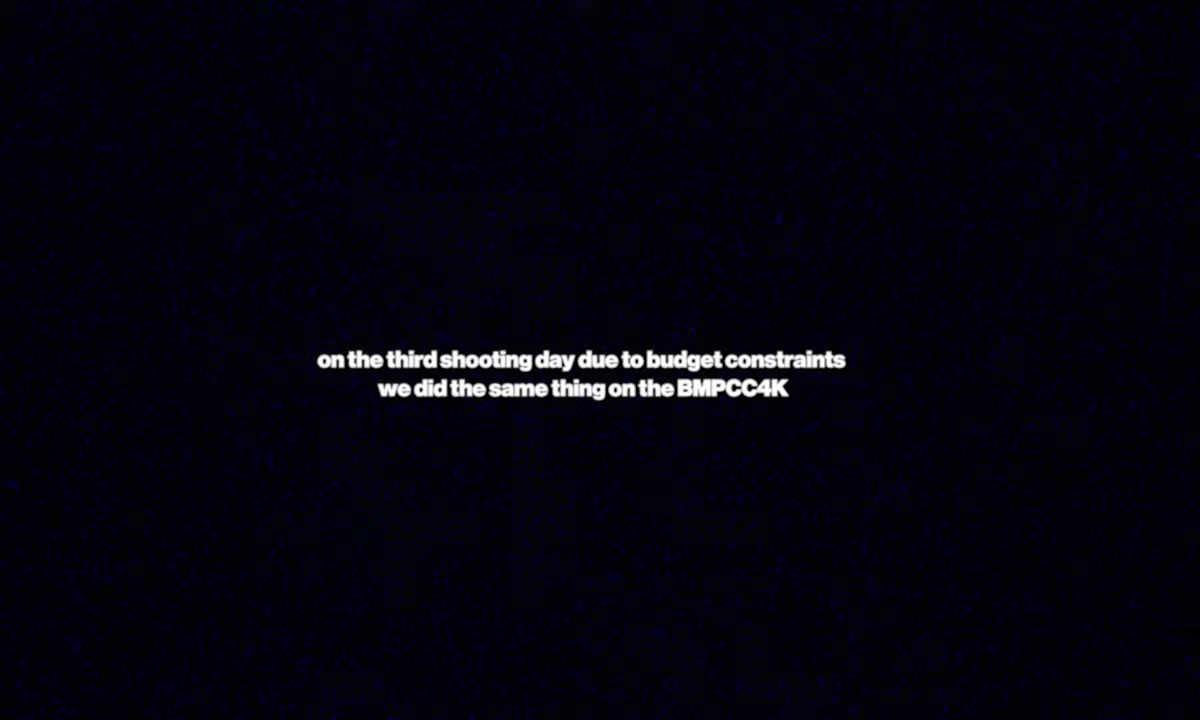 on the third shooting day due to budget constraints
we did the same thing on the BMPCC4K